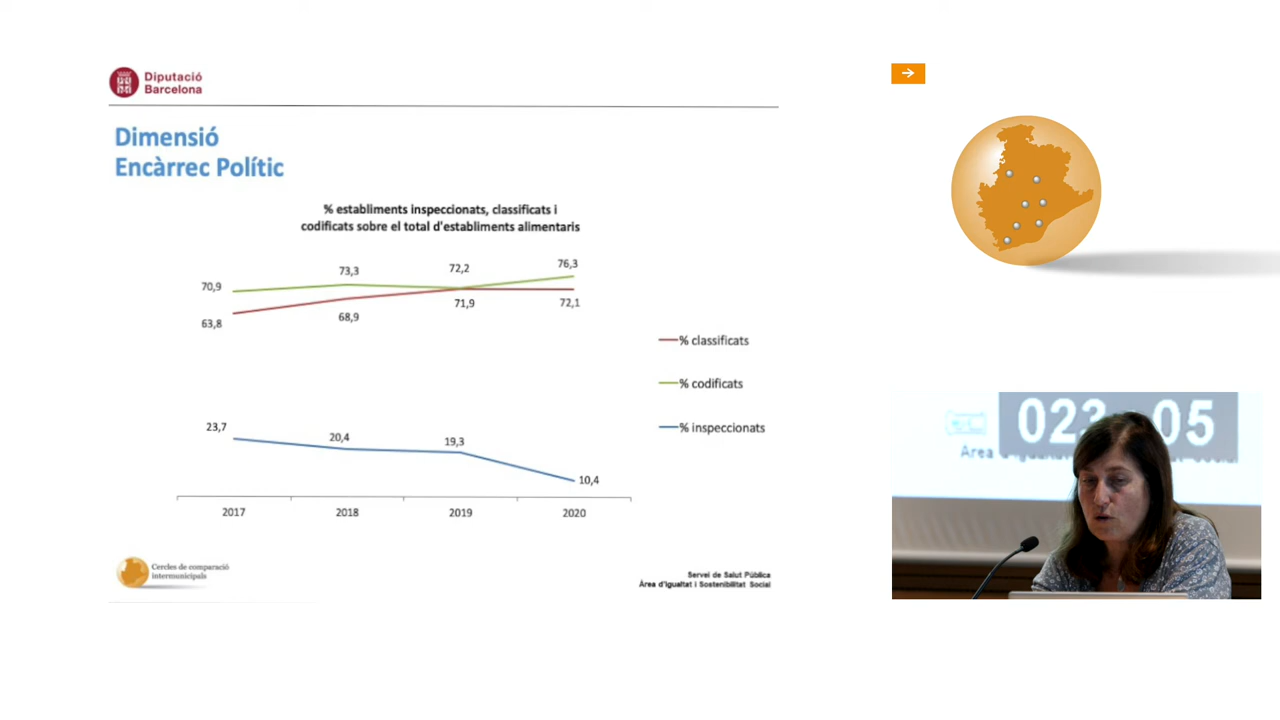 Diputació
Barcelona
Dimensió
Encàrrec Polític
% establiments inspeccionats, classificats i
codificats sobre el total d'establiments alimentaris
70,9
73,3
72,2
76,3
63,8
68,9
71,9
72,1
% classificats
% codificats
% inspeccionats
23,7
20,4
19,3
10,4
2017
2018
2019
2020
Cercles de comparació
intermunicipals
Servei de Salut Pública
Àrea d'Igualtat i Sostenibilitat Social
023 05
Àrea